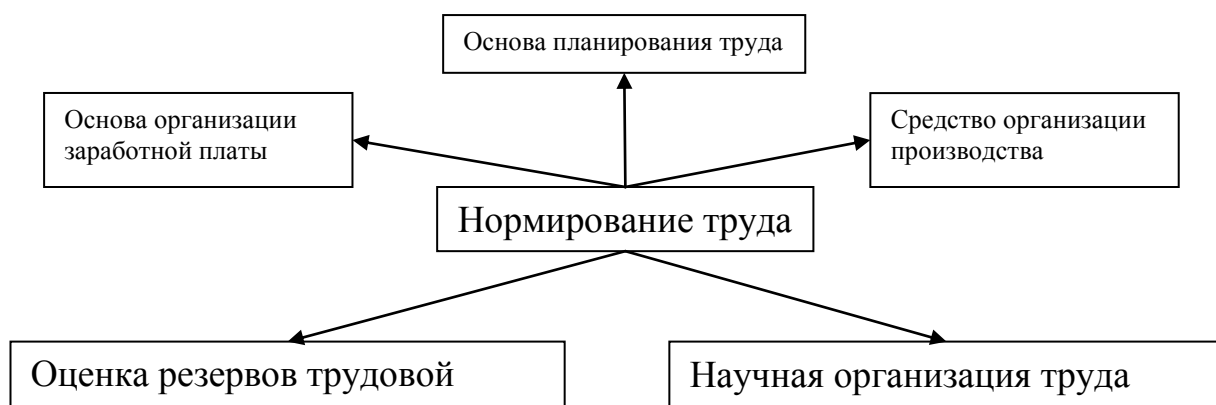 Основа планирования труда
Основа организации
заработной платы
Средство организации
производства
Нормирование труда
Оценка резервов трудовой
Научная организация труда